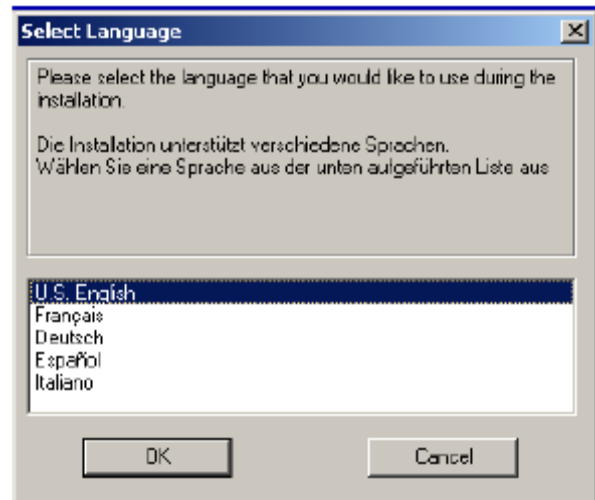 Select Language
Please select the language that you would like to use during the
installation.
Die Installation unterstützt verschiedene Sprachen.
Wählen Sie eine Sprache aus der unten aufgeführten Liste aus
U.S. English
Français
Deutsch
Español
Italiano
OK
Cancel